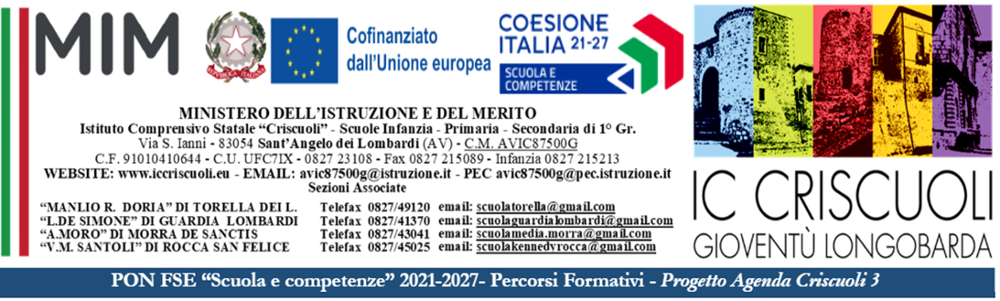 MIM
REPVBBLICA ITALIANA
Cofinanziato
dall'Unione europea
COESIONE
ITALIA 21-27
SCUOLA E
COMPETENZE
MINISTERO DELL'ISTRUZIONE E DEL MERITO
Istituto Comprensivo Statale “Criscuoli” - Scuole Infanzia - Primaria - Secondaria di 1° Gr.
Via S. Ianni - 83054 Sant'Angelo dei Lombardi (AV) - C.M. AVIC87500G
C.F. 91010410644 - C.U. UFC7IX - 0827 23108 - Fax 0827 215089 - Infanzia 0827 215213
WEBSITE: www.iccriscuoli.eu - EMAIL: avic87500g@istruzione.it - PEC avic87500g@pec.istruzione.it
Sezioni Associate
“MANLIO R. DORIA” DI TORELLA DEI L. Telefax 0827/49120 email: scuolatorella@gmail.com
“L.DE SIMONE” DI GUARDIA LOMBARDI Telefax 0827/41370 email: scuolaguardialombardi@gmail.com
“A.MORO” DI MORRA DE SANCTIS Telefax 0827/43041 email: scuolamedia.morra@gmail.com
“V.M. SANTOLI” DI ROCCA SAN FELICE Telefax 0827/45025 email: scuolakennedyrocca@gmail.com
IC CRISCUOLI
GIOVENTÙ LONGOBARDA
PON FSE “Scuola e competenze” 2021-2027- Percorsi Formativi - Progetto Agenda Criscuoli 3